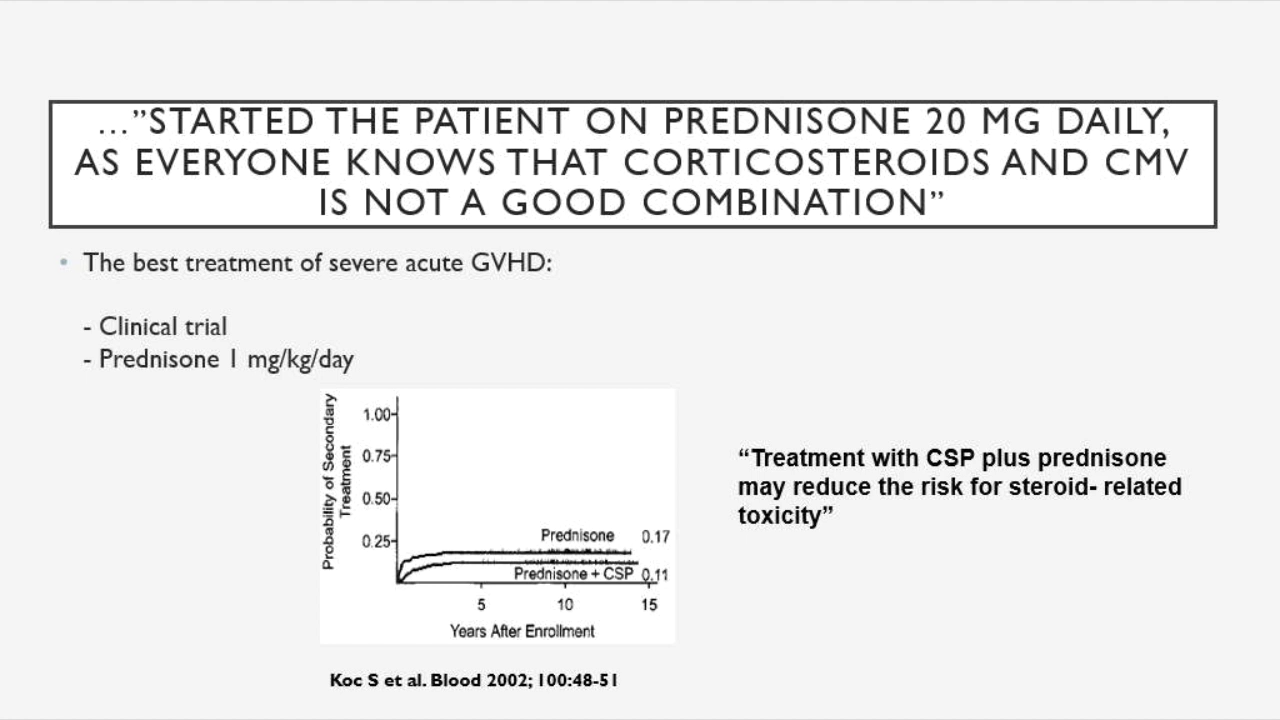 …”STARTED THE PATIENT ON PREDNISONE 20 MG DAILY,
AS EVERYONE KNOWS THAT CORTICOSTEROIDS AND CMV
IS NOT A GOOD COMBINATION”
• The best treatment of severe acute GVHD:
- Clinical trial
- Prednisone 1 mg/kg/day
Probability of Secondary
Treatment
1.00
0.75
0.50
0.25
Prednisone 0.17
Prednisone + CSP 0.11
5 10 15
Years After Enrollment
“Treatment with CSP plus prednisone
may reduce the risk for steroid- related
toxicity”
Koc S et al. Blood 2002; 100:48-51